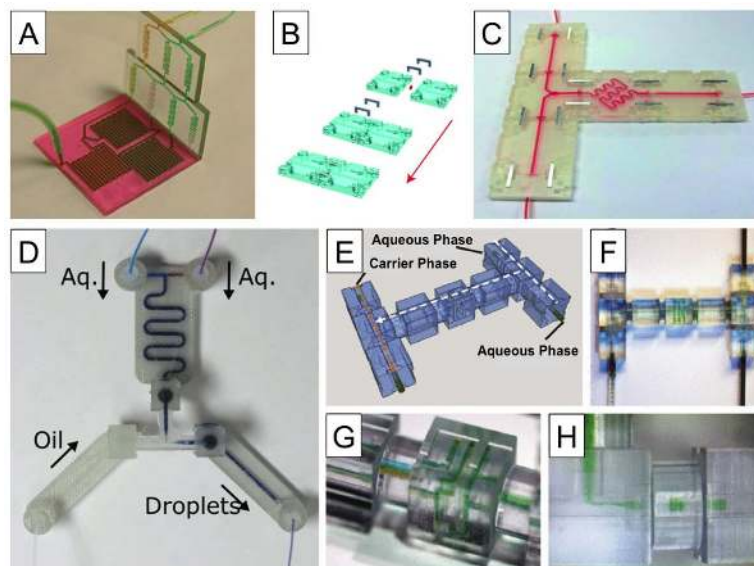 A
B
C
D
Aq.
Aq.
Oil
Droplets
E
Aqueous Phase
Carrier Phase
Aqueous Phase
F
G
H